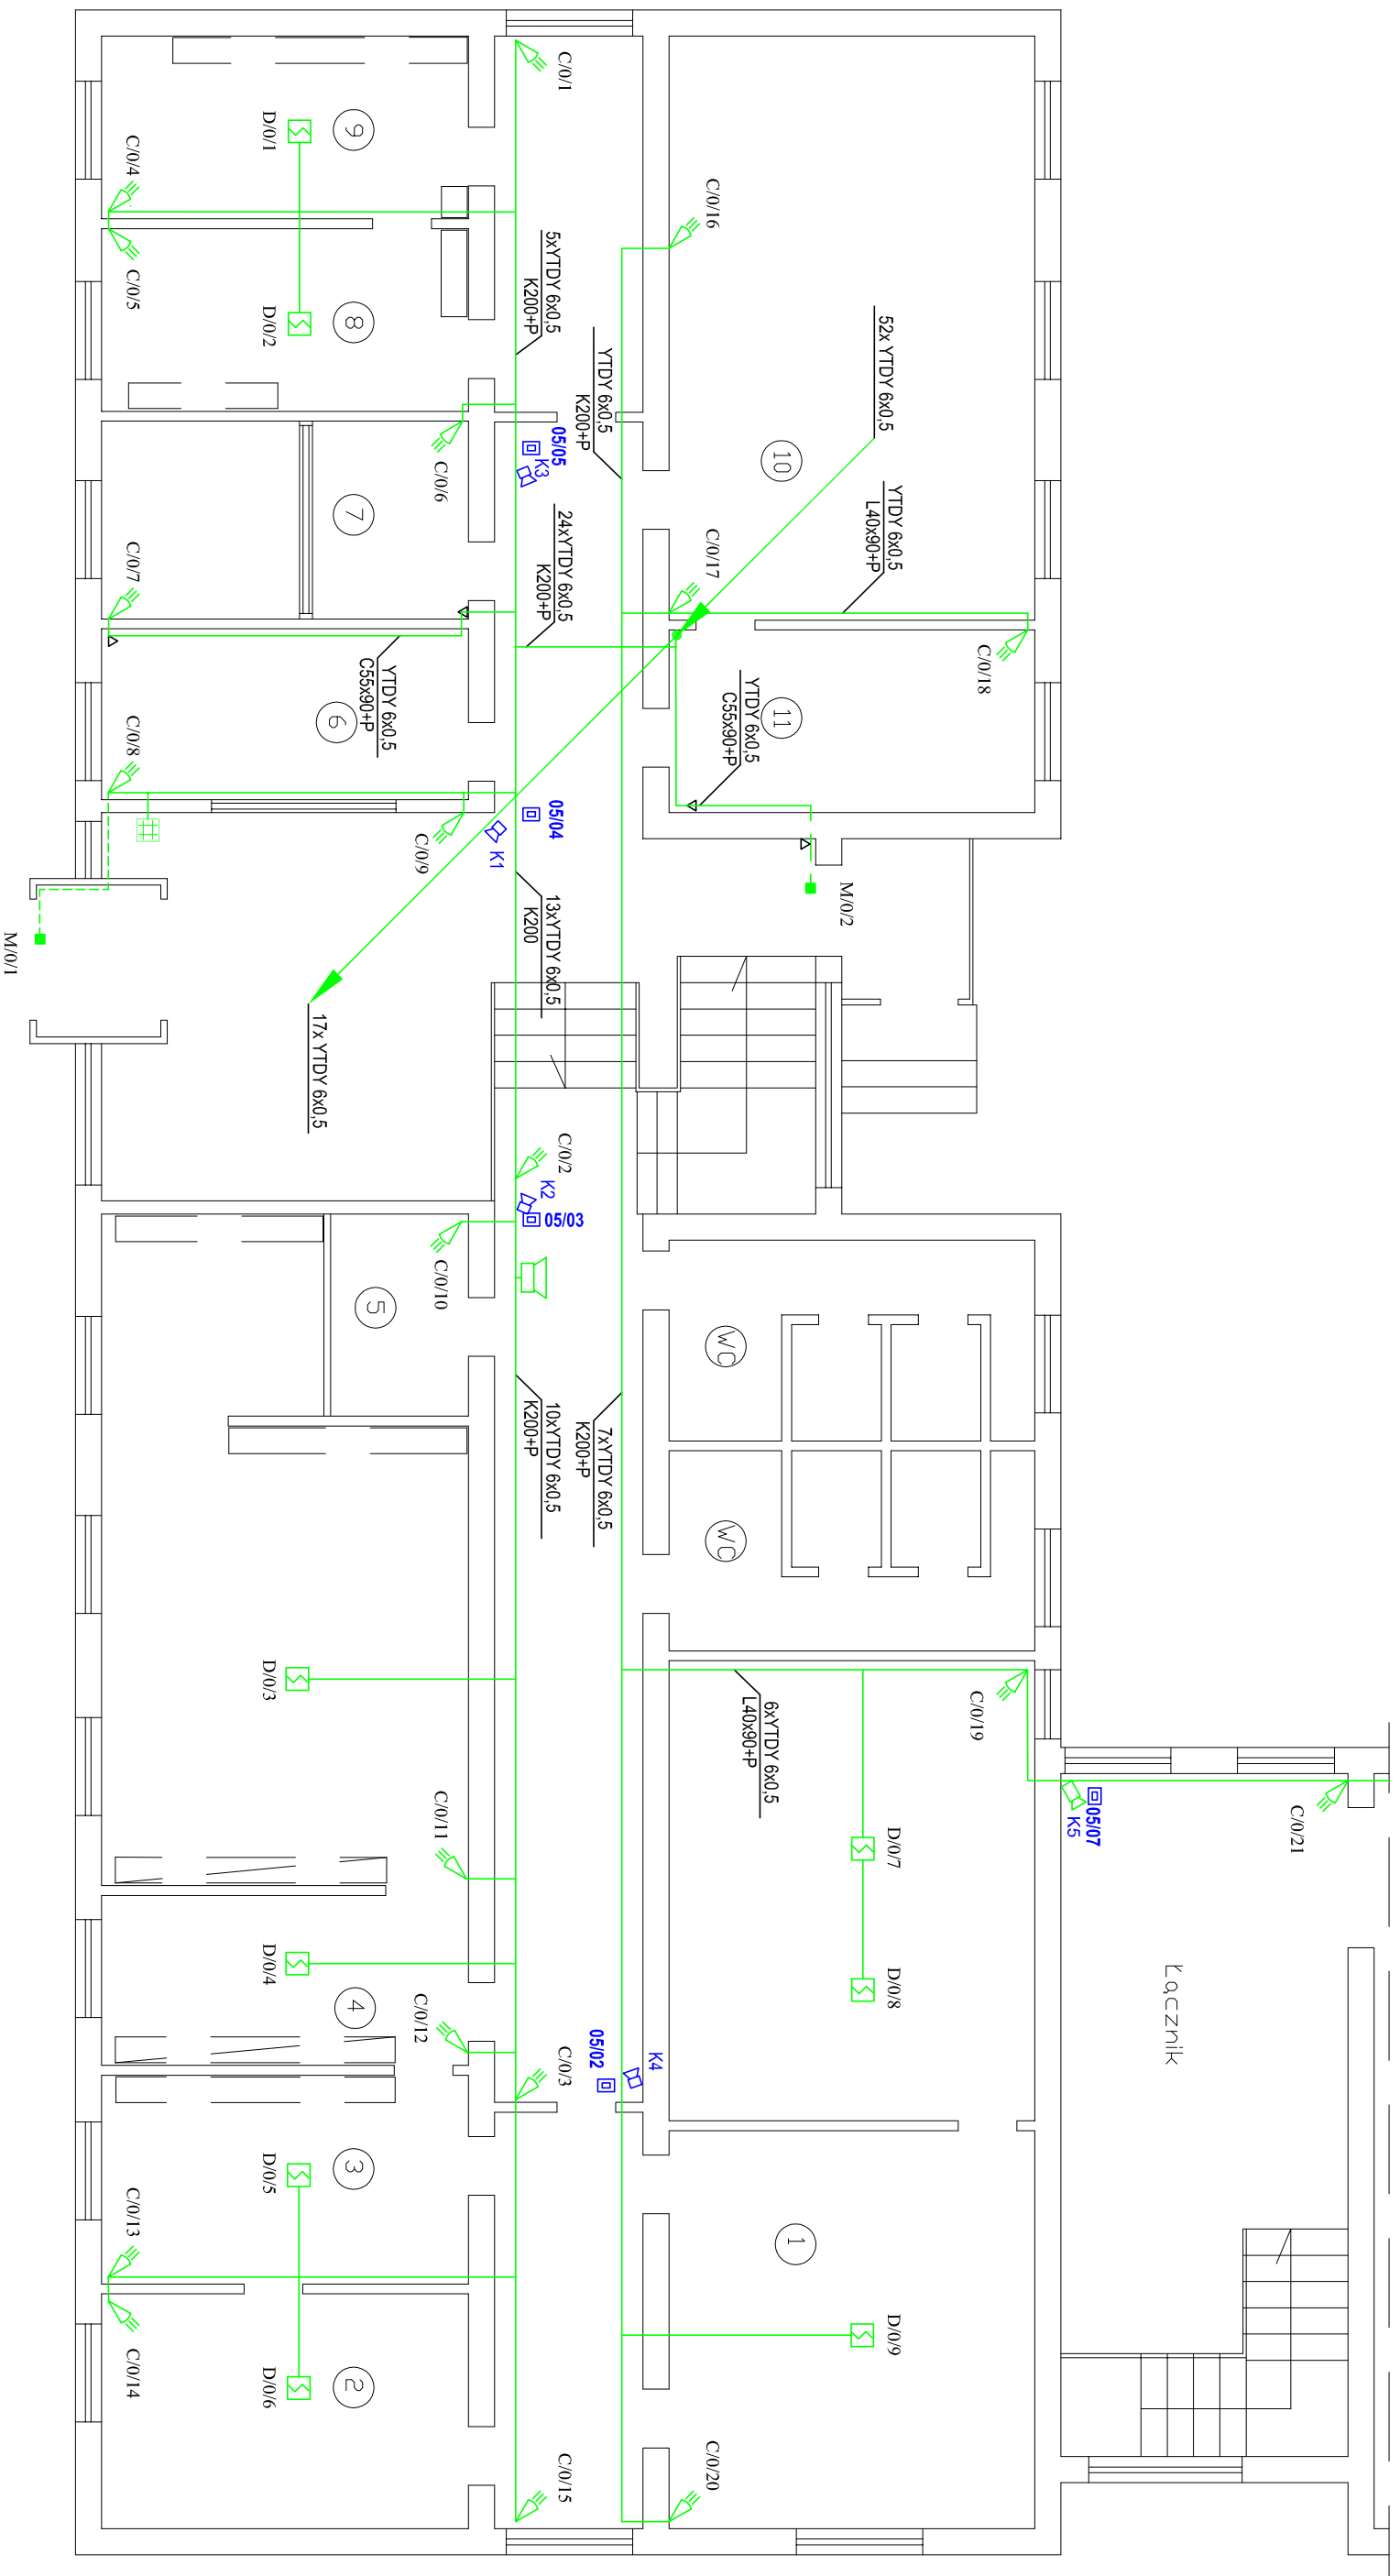 C/0/1
C/0/16
9
D/0/1
C/0/4
C/0/5
D/0/2
8
5xYTDY 6x0,5
K200+P
YTDY 6x0,5
K200+P
52x YTDY 6x0,5
10
YTDY 6x0,5
L40x90+P
05/05
K3
C/0/6
7
24xYTDY 6x0,5
K200+P
C/0/17
C/0/7
C/0/18
YTDY 6x0,5
C55x90+P
6
YTDY 6x0,5
C55x90+P
11
C/0/8
05/04
K1
C/0/9
13xYTDY 6x0,5
K200
M/0/2
M/0/1
17x YTDY 6x0,5
C/0/2
K2
05/03
C/0/10
5
WC
10xYTDY 6x0,5
K200+P
7xYTDY 6x0,5
K200+P
WC
D/0/3
C/0/19
6xYTDY 6x0,5
L40x90+P
05/07
K5
C/0/21
C/0/11
D/0/7
D/0/4
4
C/0/12
D/0/8
Łącznik
C/0/3
05/02
K4
D/0/5
3
C/0/13
1
C/0/14
D/0/6
2
D/0/9
C/0/15
C/0/20